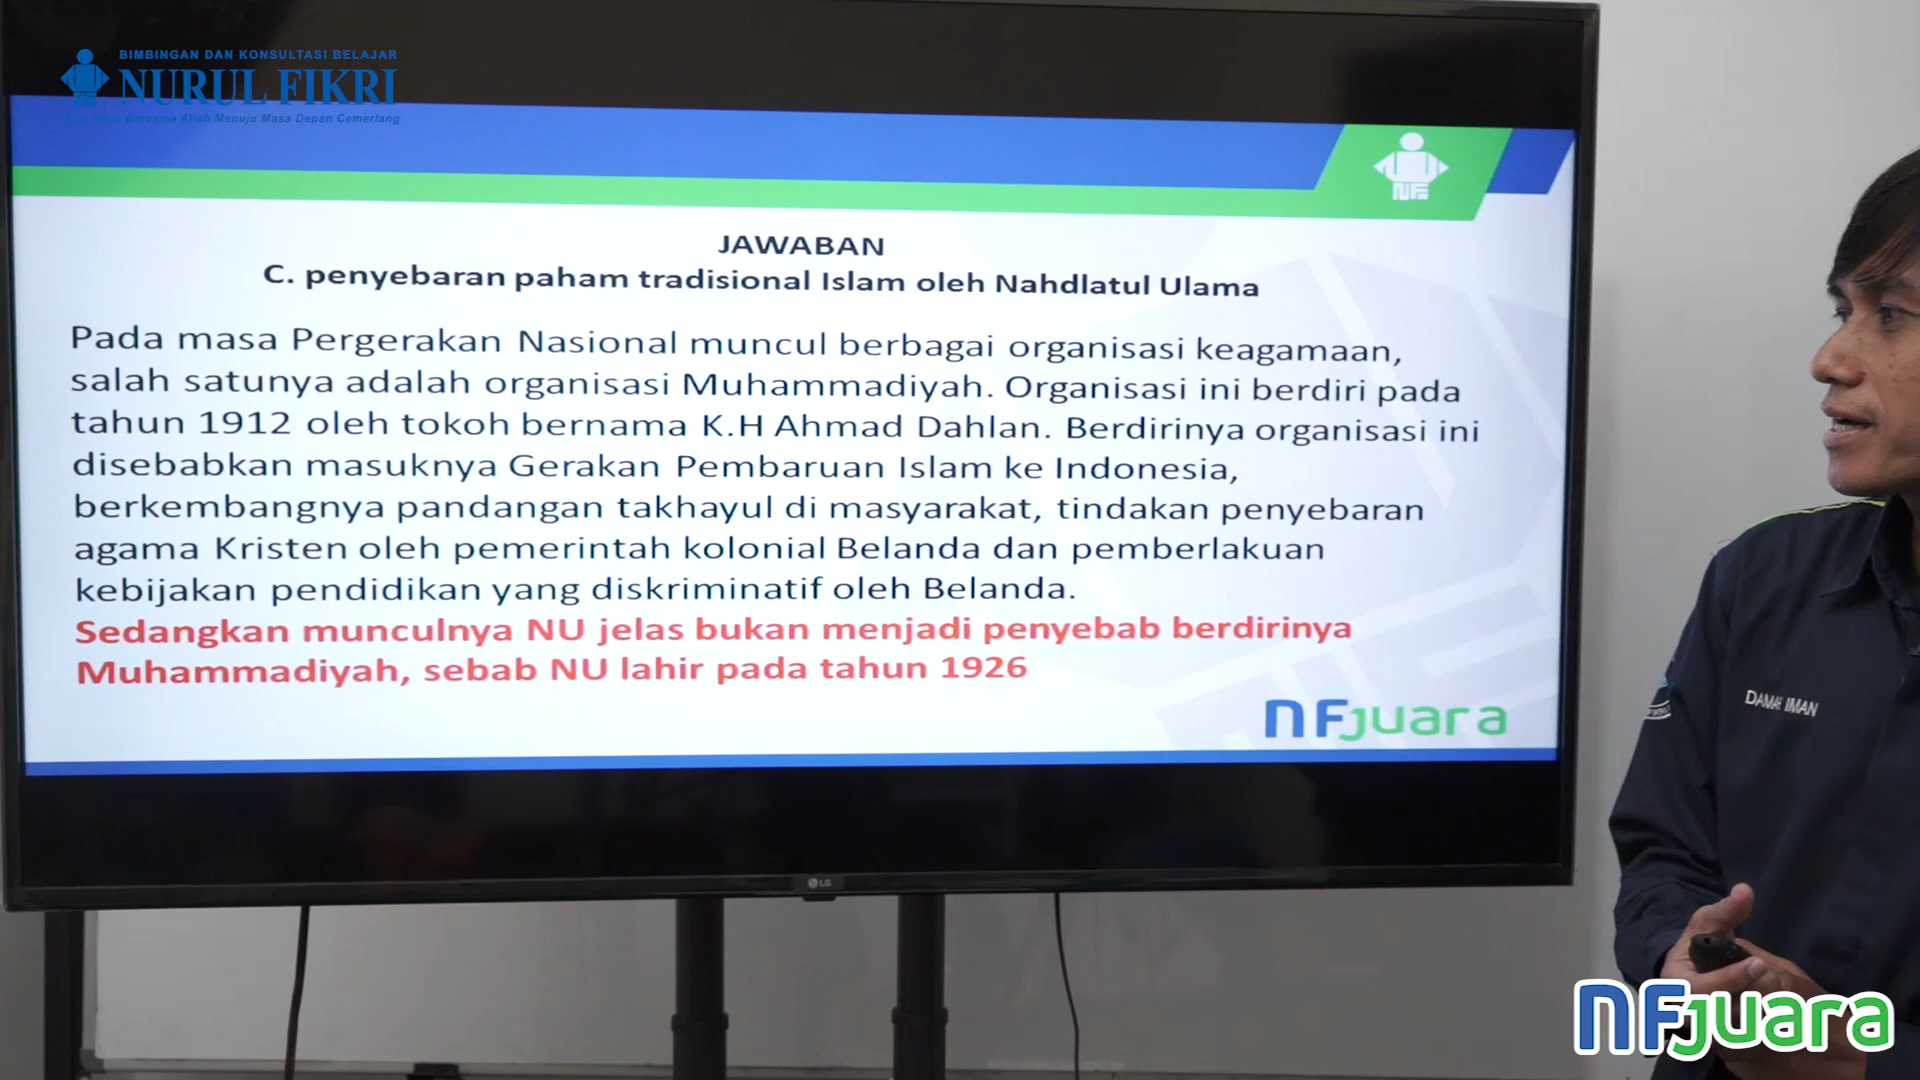 BIMBINGAN DAN KONSULTASI BELAJAR
NURUL FIKRI
Bersama Allah Menuju Masa Depan Cemerlang
NF
JAWABAN
C. penyebaran paham tradisional Islam oleh Nahdlatul Ulama
Pada masa Pergerakan Nasional muncul berbagai organisasi keagamaan,
salah satunya adalah organisasi Muhammadiyah. Organisasi ini berdiri pada
tahun 1912 oleh tokoh bernama K.H Ahmad Dahlan. Berdirinya organisasi ini
disebabkan masuknya Gerakan Pembaruan Islam ke Indonesia,
berkembangnya pandangan takhayul di masyarakat, tindakan penyebaran
agama Kristen oleh pemerintah kolonial Belanda dan pemberlakuan
kebijakan pendidikan yang diskriminatif oleh Belanda.
Sedangkan munculnya NU jelas bukan menjadi penyebab berdirinya
Muhammadiyah, sebab NU lahir pada tahun 1926
NFjuara
LG
IMAN
NFjuara